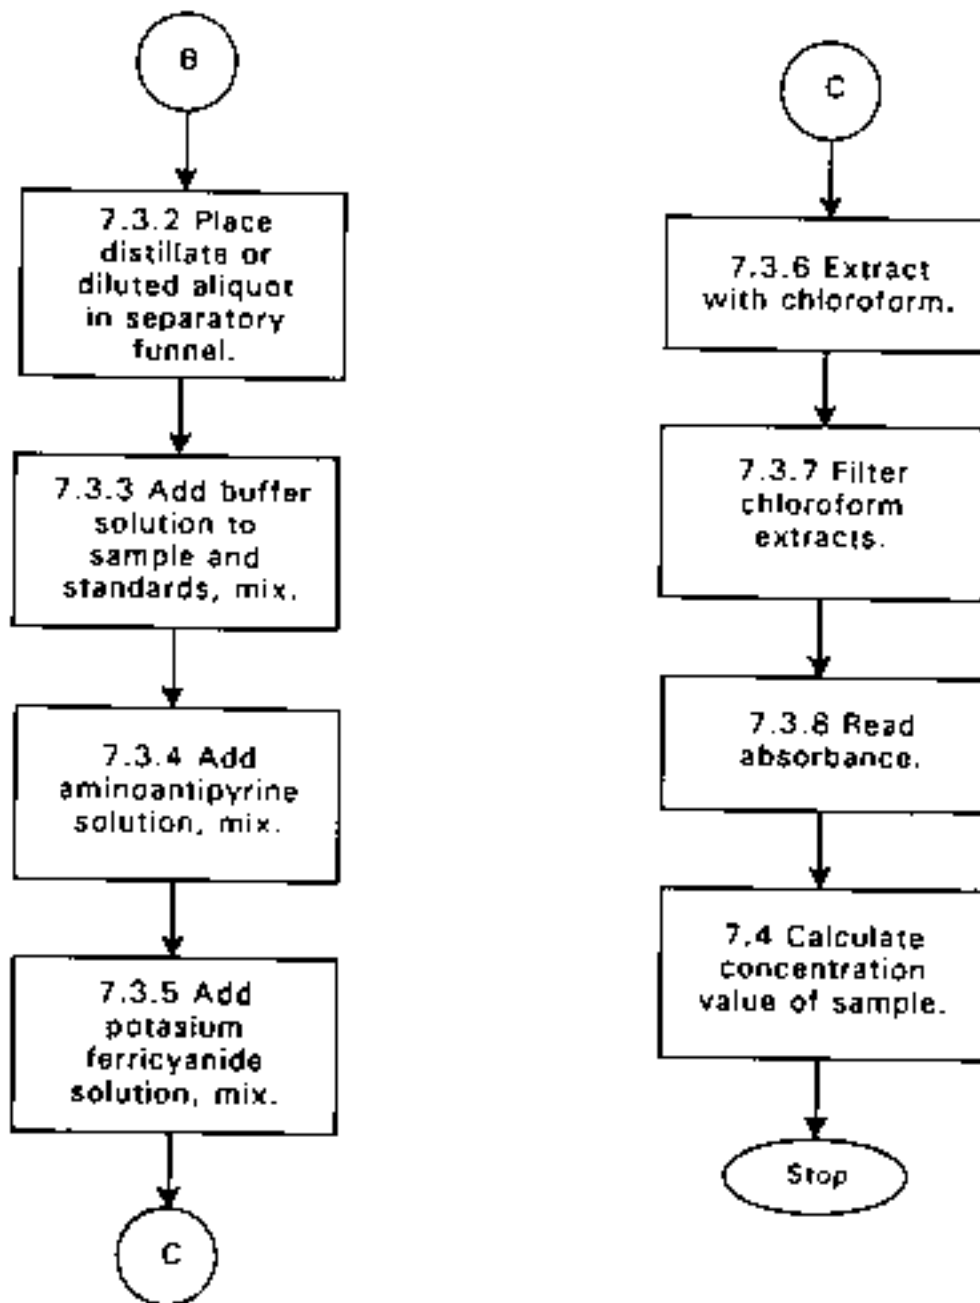 B
7.3.2 Place
distillate or
diluted aliquot
in separatory
funnel.
7.3.3 Add buffer
solution to
sample and
standards, mix.
7.3.4 Add
aminoantipyrine
solution, mix.
7.3.5 Add
potasium
ferricyanide
solution, mix.
C
C
7.3.6 Extract
with chloroform.
7.3.7 Filter
chloroform
extracts.
7.3.8 Read
absorbance.
7.4 Calculate
concentration
value of sample.
Stop